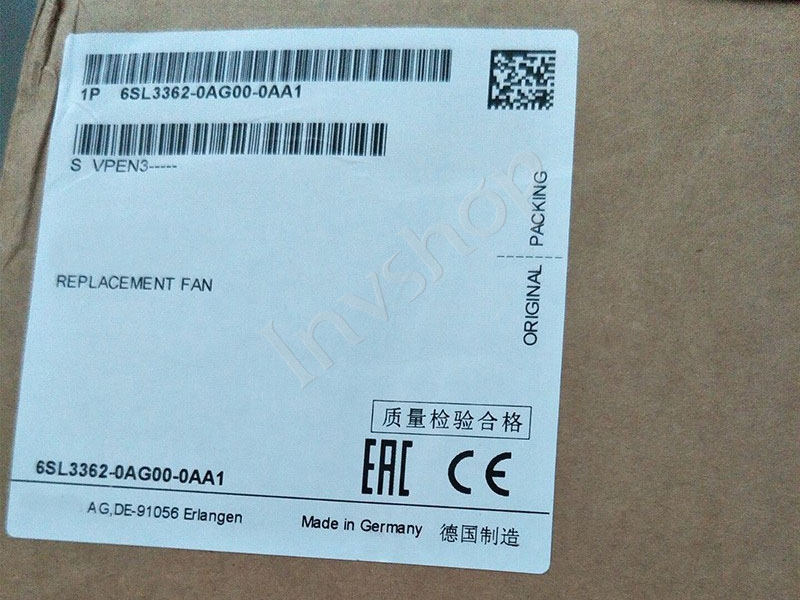 1P 6SL3362-0AG00-0AA1
S VPEN3-----
ORIGINAL PACKING
REPLACEMENT FAN
Invshop
质量检验合格
EAC CE
6SL3362-0AG00-0AA1
AG,DE-91056 Erlangen
Made in Germany 德国制造